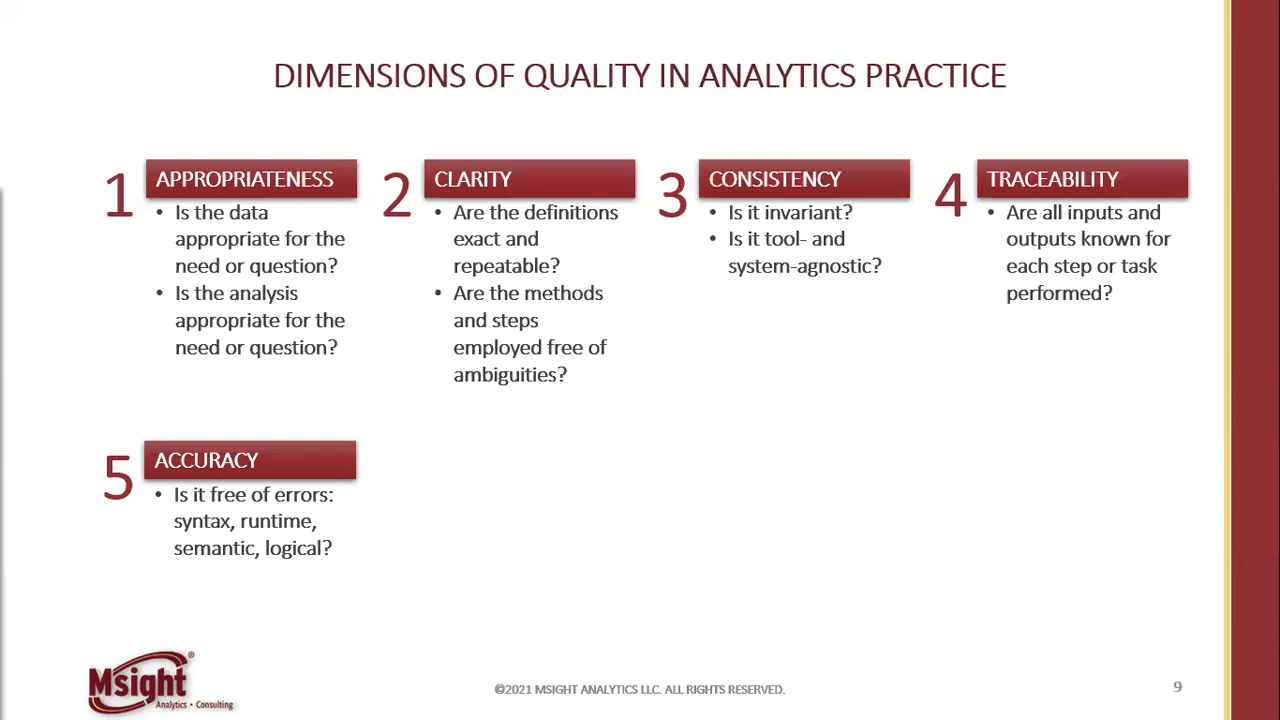 DIMENSIONS OF QUALITY IN ANALYTICS PRACTICE
1
APPROPRIATENESS
• Is the data
appropriate for the
need or question?
• Is the analysis
appropriate for the
need or question?
2
CLARITY
• Are the definitions
exact and
repeatable?
• Are the methods
and steps
employed free of
ambiguities?
3
CONSISTENCY
• Is it invariant?
• Is it tool- and
system-agnostic?
4
TRACEABILITY
• Are all inputs and
outputs known for
each step or task
performed?
5
ACCURACY
• Is it free of errors:
syntax, runtime,
semantic, logical?
Msight®
Analytics • Consulting
©2021 MSIGHT ANALYTICS LLC. ALL RIGHTS RESERVED.
9